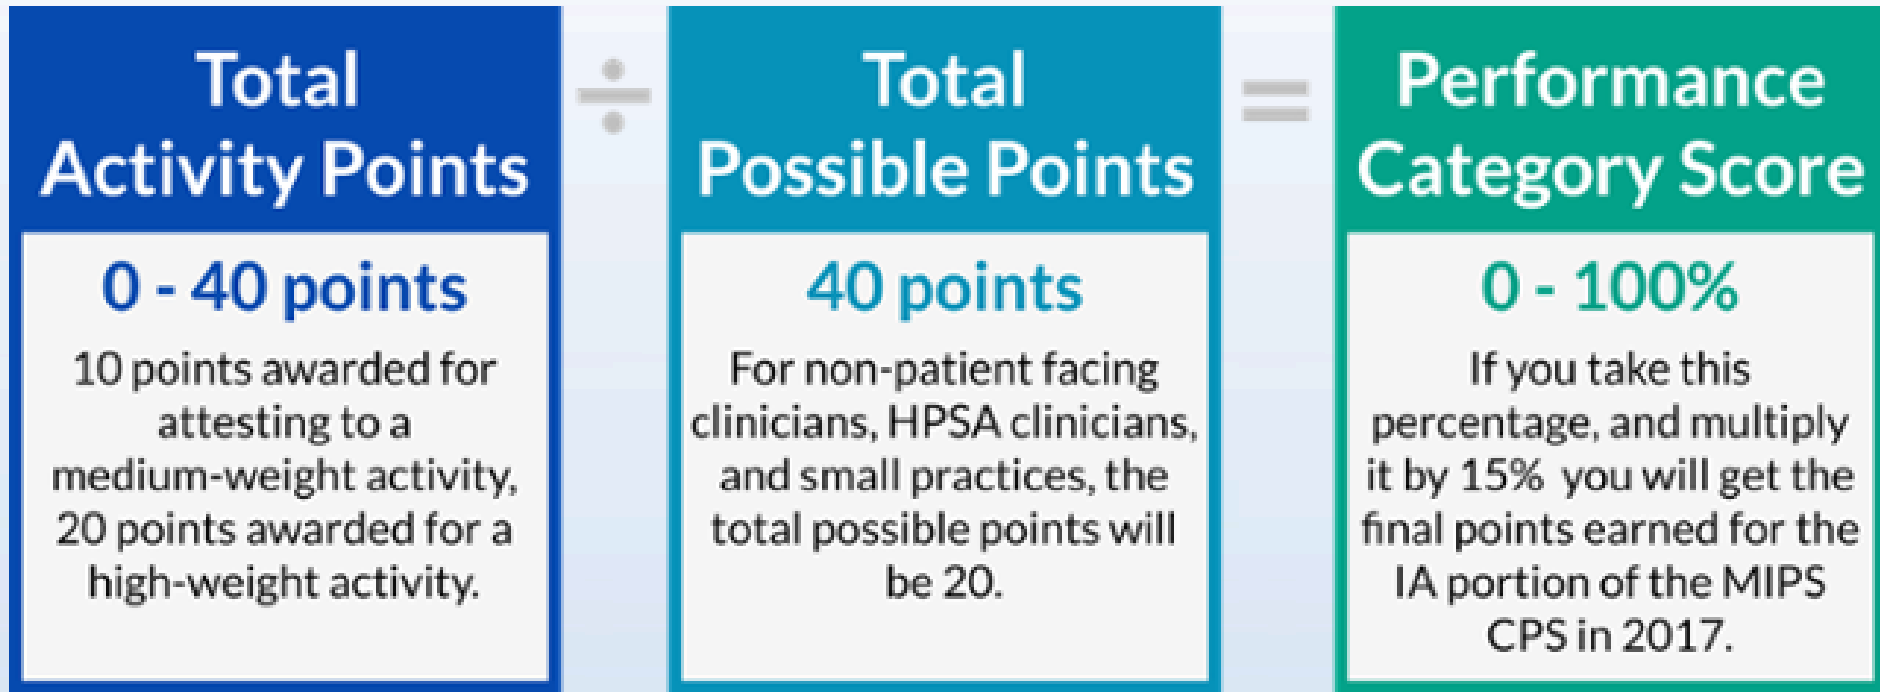 Total
Activity Points
0 - 40 points
10 points awarded for
attesting to a
medium-weight activity,
20 points awarded for a
high-weight activity.
÷
Total
Possible Points
40 points
For non-patient facing
clinicians, HPSA clinicians,
and small practices, the
total possible points will
be 20.
=
Performance
Category Score
0 - 100%
If you take this
percentage, and multiply
it by 15% you will get the
final points earned for the
IA portion of the MIPS
CPS in 2017.